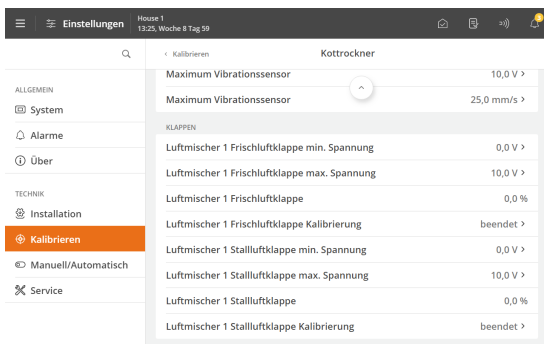 Einstellungen
House 1
13:25, Woche 8 Tag 59
3
‹ Kalibrieren
Kottrockner
ALLGEMEIN
System
Alarme
Über
TECHNIK
Installation
Kalibrieren
Manuell/Automatisch
Service
Maximum Vibrationssensor 10,0 V ›
Maximum Vibrationssensor 25,0 mm/s ›
KLAPPEN
Luftmischer 1 Frischluftklappe min. Spannung 0,0 V ›
Luftmischer 1 Frischluftklappe max. Spannung 10,0 V ›
Luftmischer 1 Frischluftklappe 0,0 %
Luftmischer 1 Frischluftklappe Kalibrierung beendet ›
Luftmischer 1 Stallluftklappe min. Spannung 0,0 V ›
Luftmischer 1 Stallluftklappe max. Spannung 10,0 V ›
Luftmischer 1 Stallluftklappe 0,0 %
Luftmischer 1 Stallluftklappe Kalibrierung beendet ›